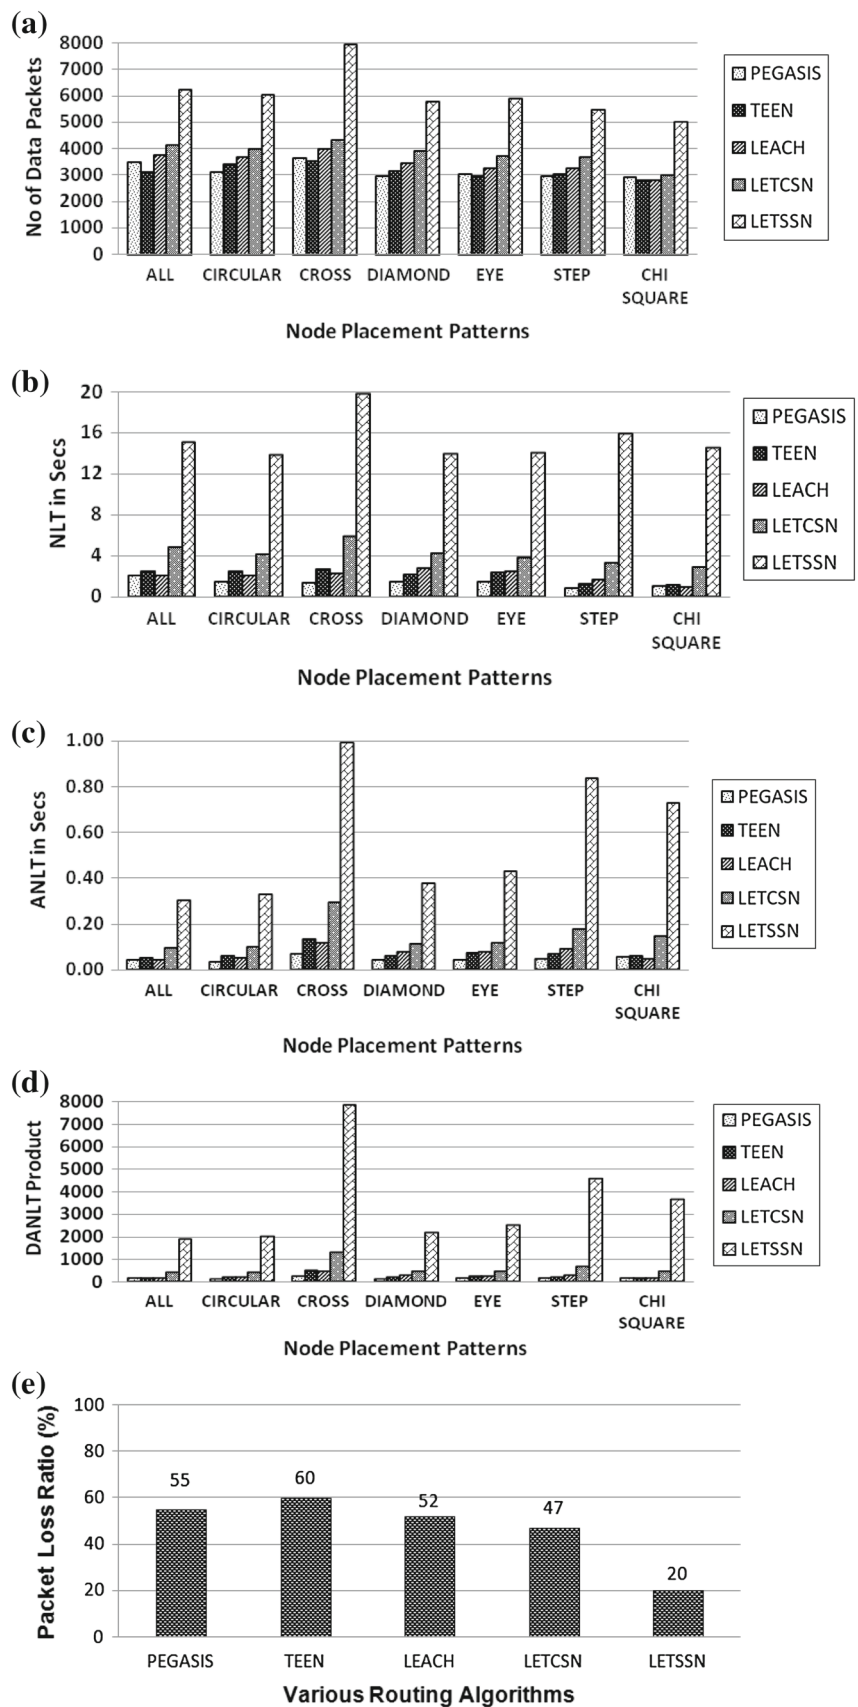 (a)
No of Data Packets
8000
7000
6000
5000
4000
3000
2000
1000
0
ALL CIRCULAR CROSS DIAMOND EYE STEP CHI SQUARE
Node Placement Patterns
PEGASIS
TEEN
LEACH
LETCSN
LETSSN
(b)
NLT in Secs
20
16
12
8
4
0
ALL CIRCULAR CROSS DIAMOND EYE STEP CHI SQUARE
Node Placement Patterns
PEGASIS
TEEN
LEACH
LETCSN
LETSSN
(c)
ANLT in Secs
1.00
0.80
0.60
0.40
0.20
0.00
ALL CIRCULAR CROSS DIAMOND EYE STEP CHI SQUARE
Node Placement Patterns
PEGASIS
TEEN
LEACH
LETCSN
LETSSN
(d)
DANLT Product
8000
7000
6000
5000
4000
3000
2000
1000
0
ALL CIRCULAR CROSS DIAMOND EYE STEP CHI SQUARE
Node Placement Patterns
PEGASIS
TEEN
LEACH
LETCSN
LETSSN
(e)
Packet Loss Ratio (%)
100
80
60
40
20
0
55 60 52 47 20
PEGASIS TEEN LEACH LETCSN LETSSN
Various Routing Algorithms